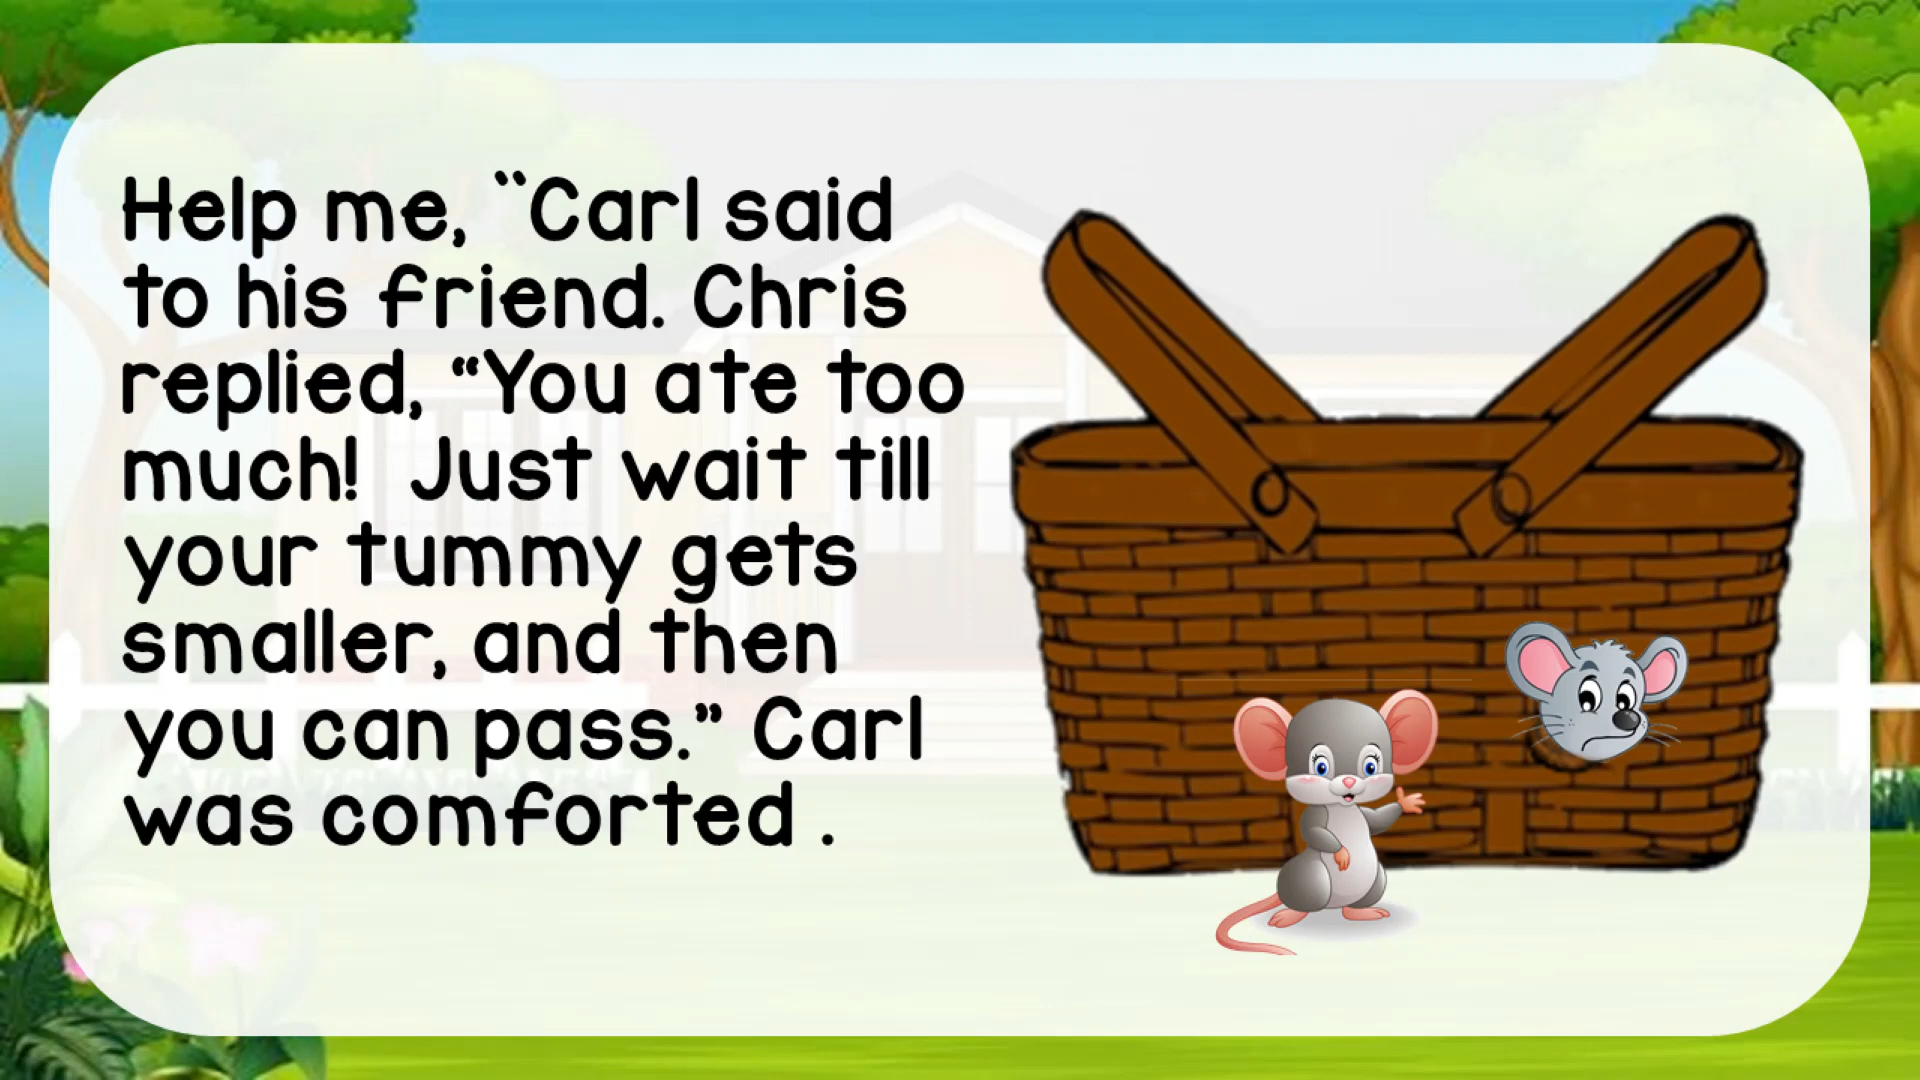 Help me, ``Carl said
to his friend. Chris
replied, “You ate too
much!  Just wait till
your tummy gets
smaller, and then
you can pass.” Carl
was comforted .